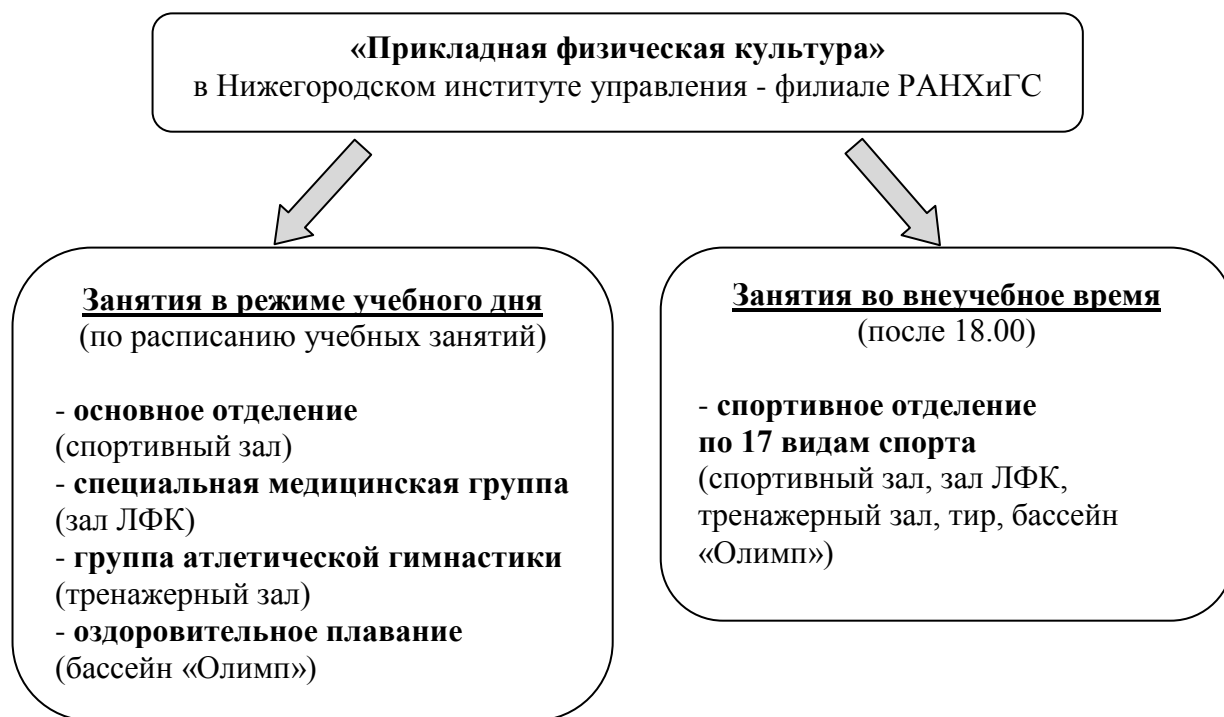 «Прикладная физическая культура»
в Нижегородском институте управления - филиале РАНХиГС
Занятия в режиме учебного дня
(по расписанию учебных занятий)
- основное отделение
(спортивный зал)
- специальная медицинская группа
(зал ЛФК)
- группа атлетической гимнастики
(тренажерный зал)
- оздоровительное плавание
(бассейн «Олимп»)
Занятия во внеучебное время
(после 18.00)
- спортивное отделение
по 17 видам спорта
(спортивный зал, зал ЛФК,
тренажерный зал, тир, бассейн
«Олимп»)